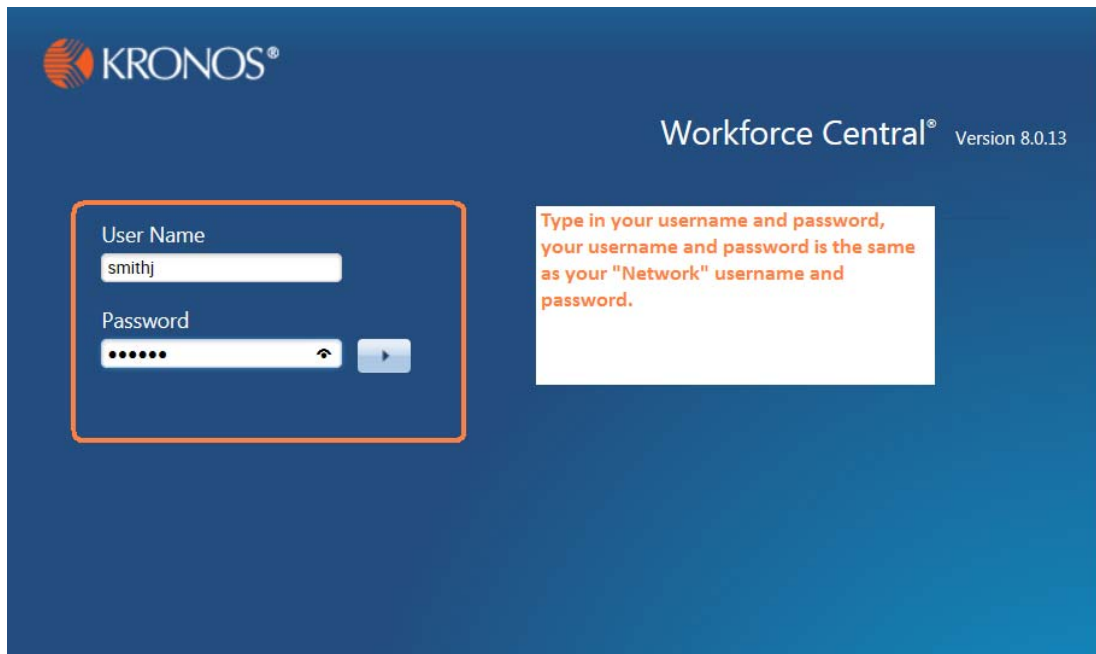 KRONOS®
Workforce Central® Version 8.0.13
User Name
smithj
Password
••••••
Type in your username and password,
your username and password is the same
as your "Network" username and
password.